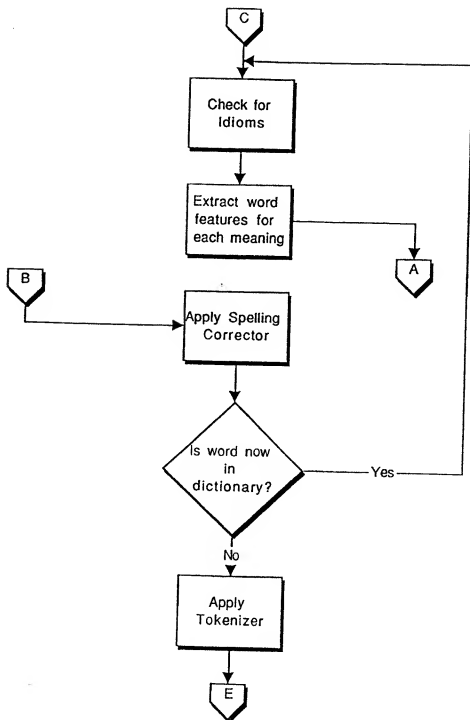 C
Check for
Idioms
Extract word
features for
each meaning
A
B
Apply Spelling
Corrector
Is word now
in
dictionary?
Yes
No
Apply
Tokenizer
E